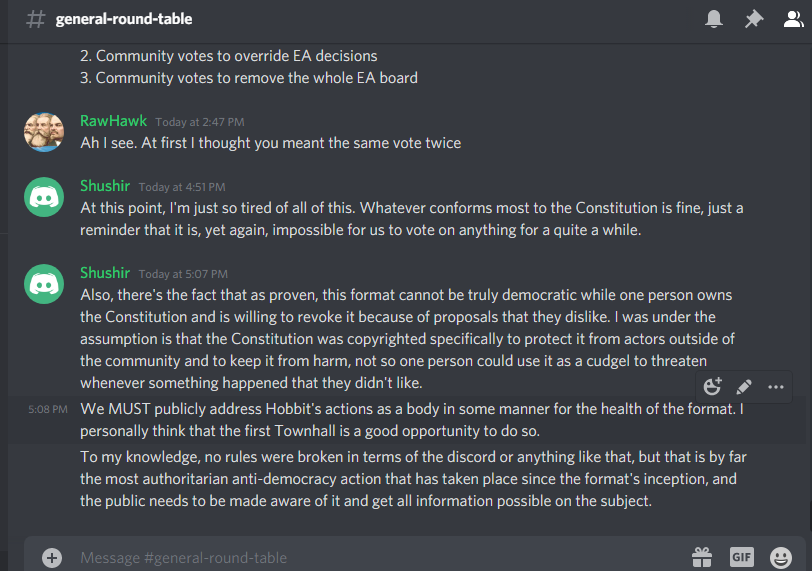 # general-round-table
2. Community votes to override EA decisions
3. Community votes to remove the whole EA board
RawHawk Today at 2:47 PM
Ah I see. At first I thought you meant the same vote twice
Shushir Today at 4:51 PM
At this point, I'm just so tired of all of this. Whatever conforms most to the Constitution is fine, just a
reminder that it is, yet again, impossible for us to vote on anything for a quite a while.
Shushir Today at 5:07 PM
Also, there's the fact that as proven, this format cannot be truly democratic while one person owns
the Constitution and is willing to revoke it because of proposals that they dislike. I was under the
assumption is that the Constitution was copyrighted specifically to protect it from actors outside of
the community and to keep it from harm, not so one person could use it as a cudgel to threaten
whenever something happened that they didn't like.
5:08 PM We MUST publicly address Hobbit's actions as a body in some manner for the health of the format. I
personally think that the first Townhall is a good opportunity to do so.
To my knowledge, no rules were broken in terms of the discord or anything like that, but that is by far
the most authoritarian anti-democracy action that has taken place since the format's inception, and
the public needs to be made aware of it and get all information possible on the subject.
Message #general-round-table
GIF